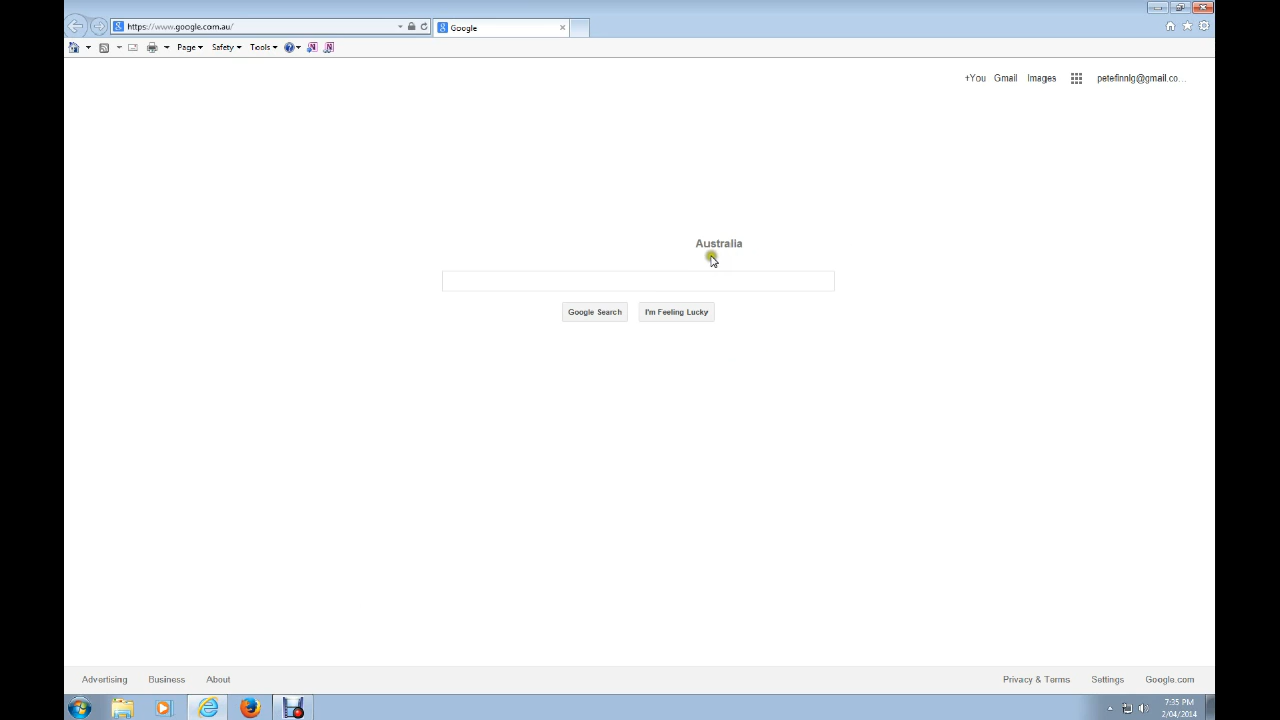 https://www.google.com.au/
Google
Page
Safety
Tools
+You
Gmail
Images
petefinnlg@gmail.co...
Australia
Google Search
I'm Feeling Lucky
Advertising
Business
About
Privacy & Terms
Settings
Google.com
7:35 PM
2/04/2014